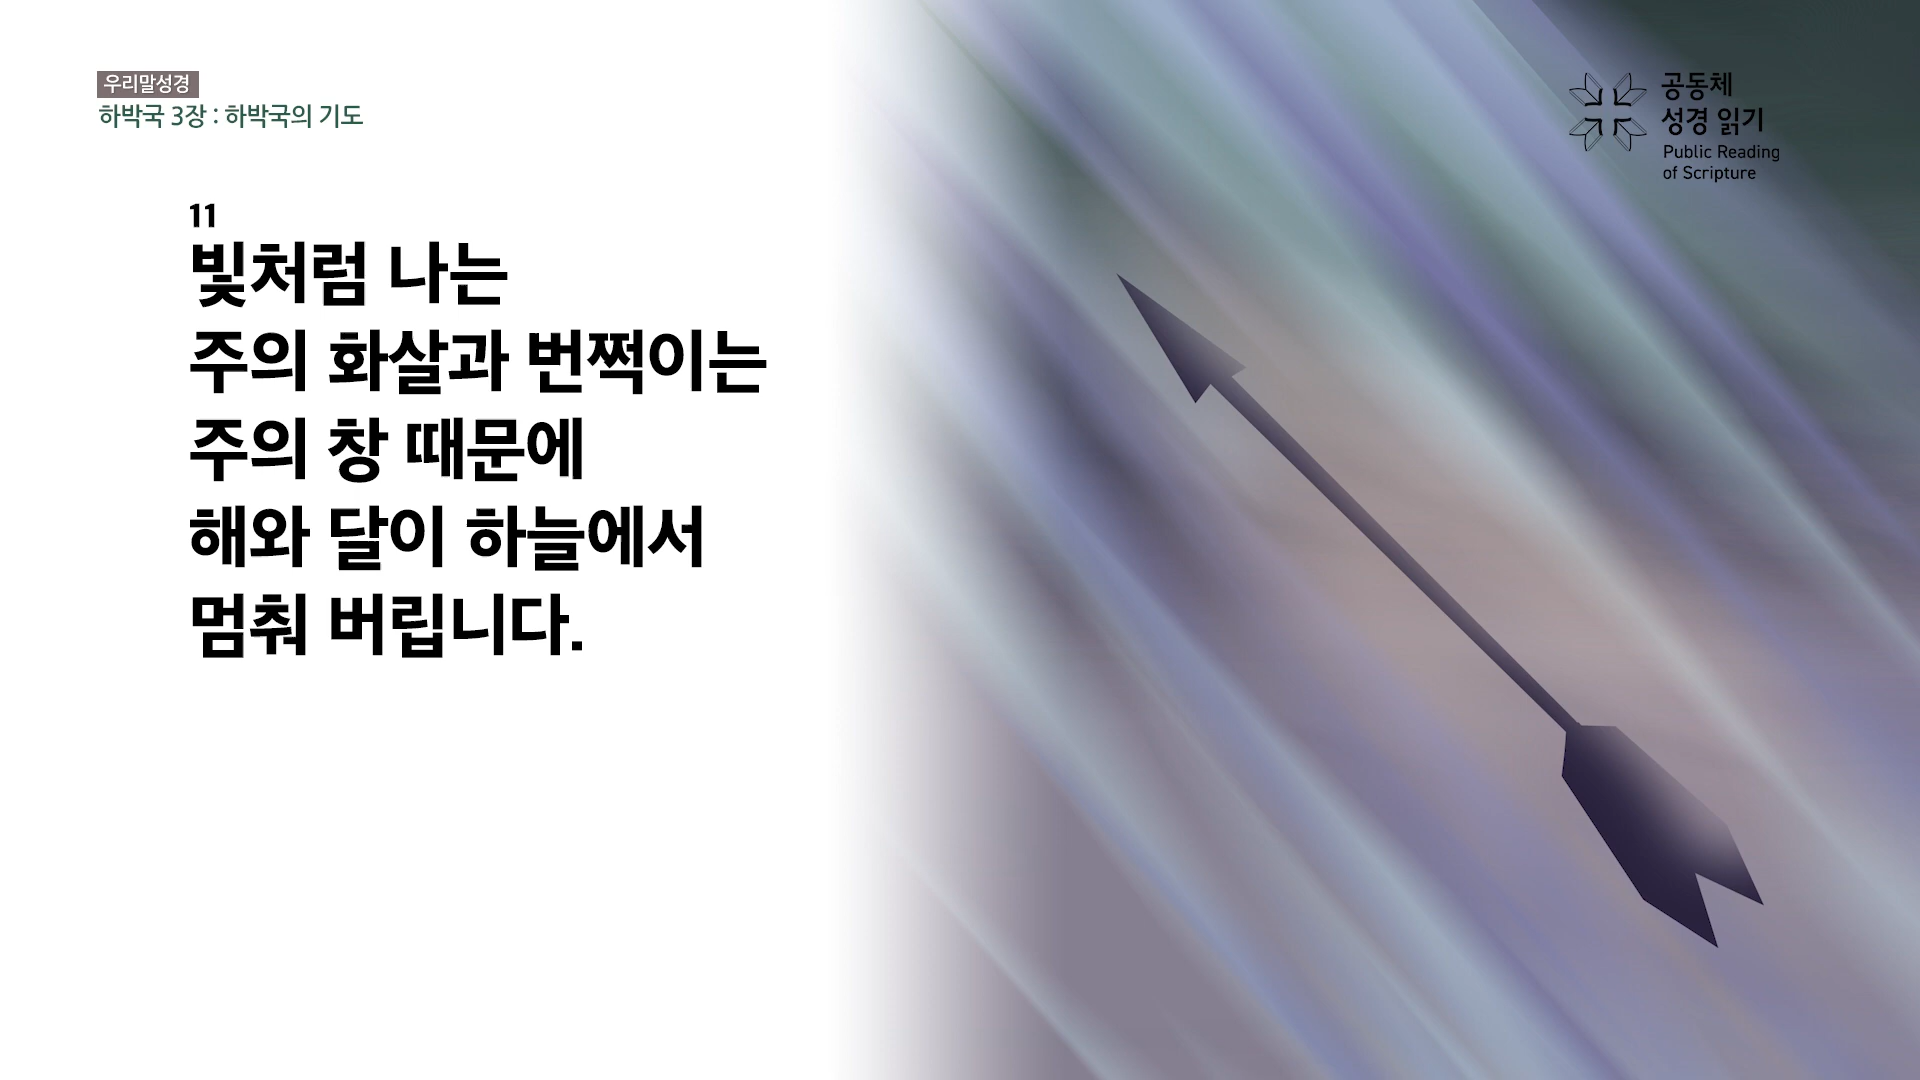 우리말성경
하박국 3장 : 하박국의 기도
공동체
성경 읽기
Public Reading
of Scripture
11
빛처럼 나는
주의 화살과 번쩍이는
주의 창 때문에
해와 달이 하늘에서
멈춰 버립니다.